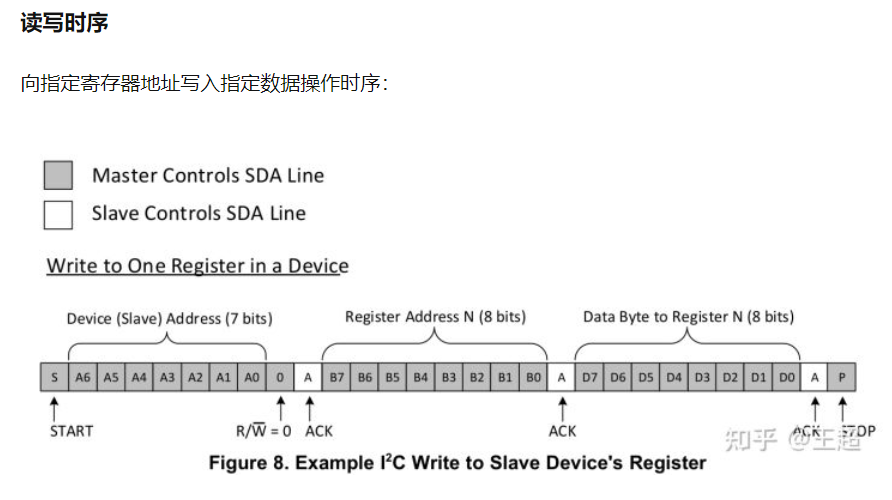 读写时序
向指定寄存器地址写入指定数据操作时序：
Master Controls SDA Line
Slave Controls SDA Line
Write to One Register in a Device
Device (Slave) Address (7 bits) Register Address N (8 bits) Data Byte to Register N (8 bits)
S A6 A5 A4 A3 A2 A1 A0 0 A B7 B6 B5 B4 B3 B2 B1 B0 A D7 D6 D5 D4 D3 D2 D1 D0 A P
START R/W̅ = 0 ACK ACK ACK STOP
知乎 @王超
Figure 8. Example I²C Write to Slave Device's Register